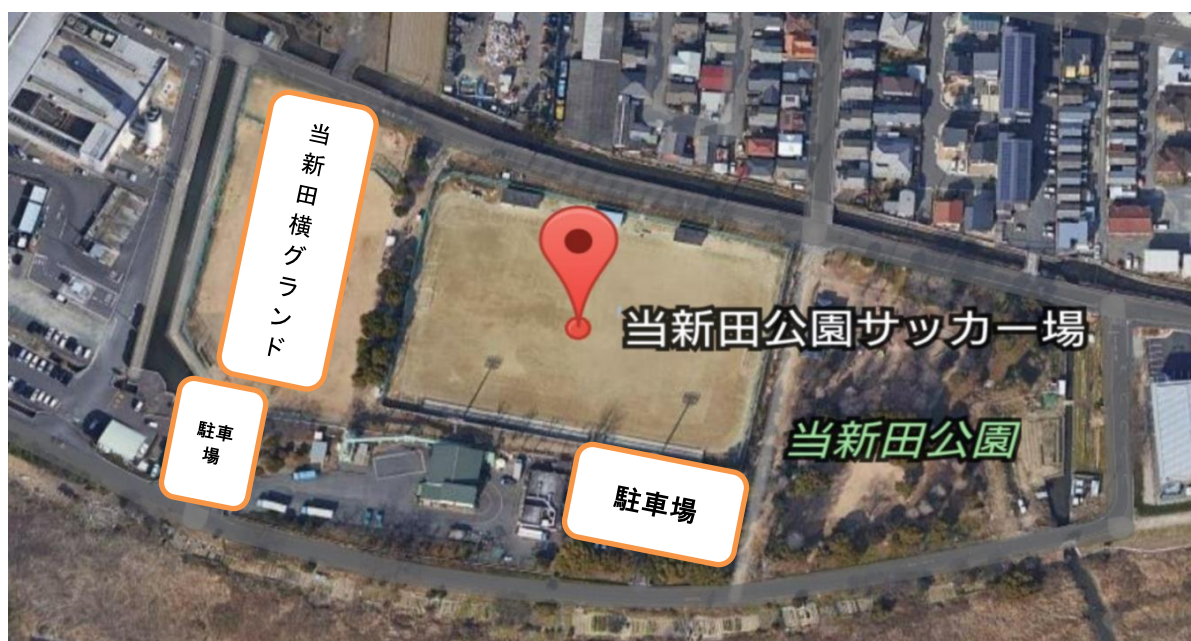 当新田横グランド
当新田公園サッカー場
当新田公園
駐車
場
駐車場